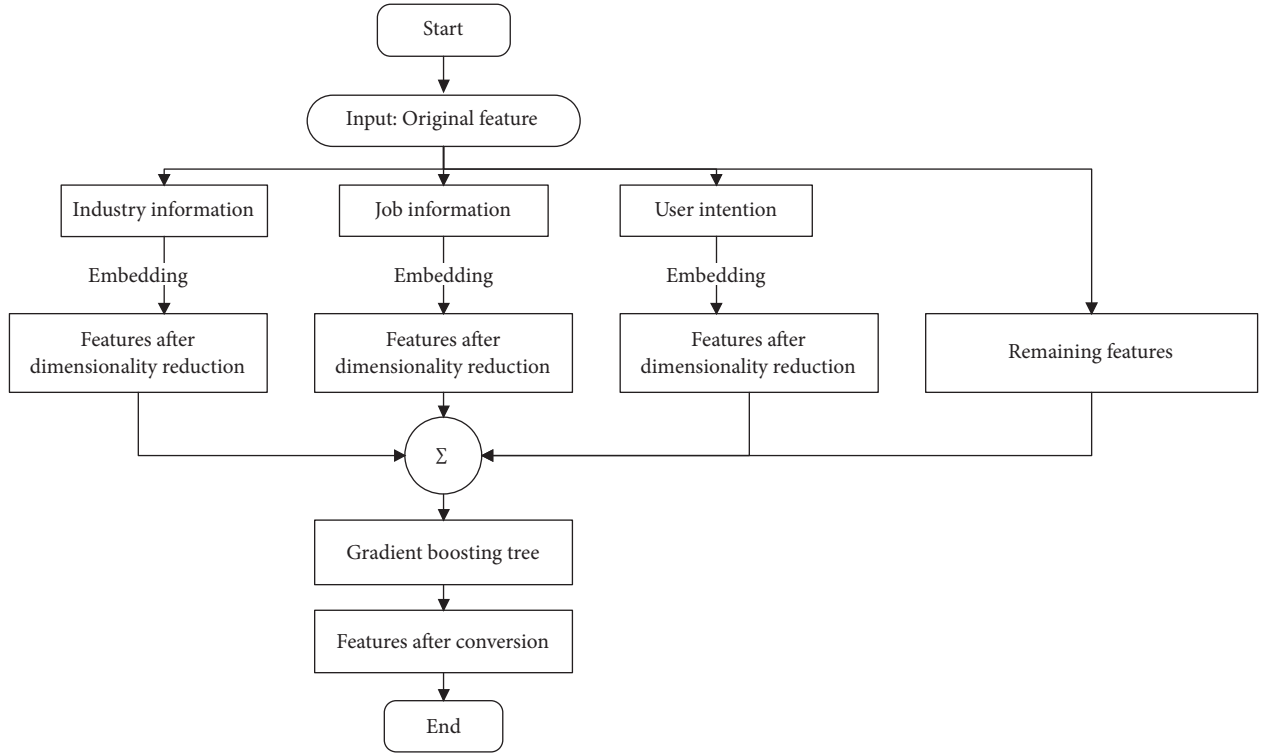 Start
Input: Original feature
Industry information
Job information
User intention
Embedding
Embedding
Embedding
Features after
dimensionality reduction
Features after
dimensionality reduction
Features after
dimensionality reduction
Remaining features
Σ
Gradient boosting tree
Features after conversion
End